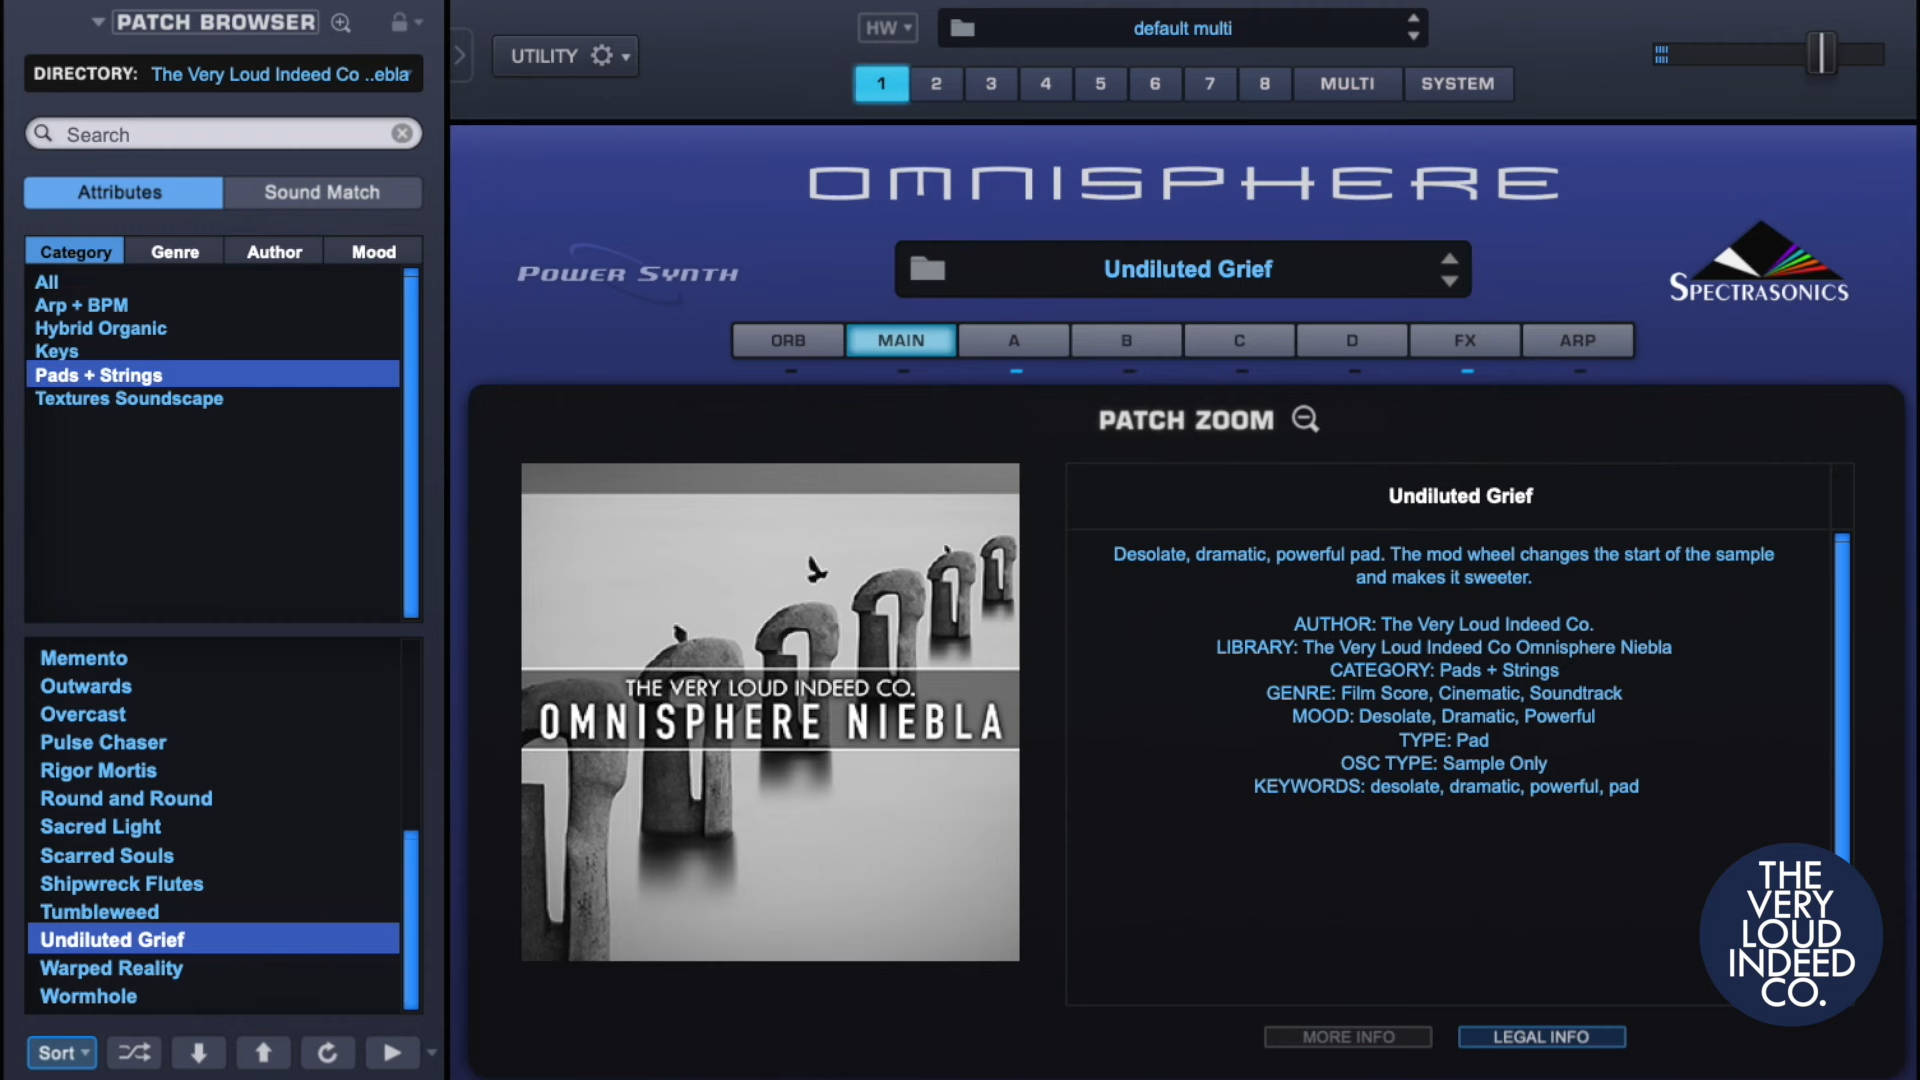 PATCH BROWSER
DIRECTORY: The Very Loud Indeed Co ..ebla
Search
Attributes
Sound Match
Category
Genre
Author
Mood
All
Arp + BPM
Hybrid Organic
Keys
Pads + Strings
Textures Soundscape
Memento
Outwards
Overcast
Pulse Chaser
Rigor Mortis
Round and Round
Sacred Light
Scarred Souls
Shipwreck Flutes
Tumbleweed
Undiluted Grief
Warped Reality
Wormhole
Sort
UTILITY
HW
default multi
1 2 3 4 5 6 7 8 MULTI SYSTEM
OMNISPHERE
POWER SYNTH
Undiluted Grief
SPECTRASONICS
ORB MAIN A B C D FX ARP
PATCH ZOOM
THE VERY LOUD INDEED CO.
OMNISPHERE NIEBLA
Undiluted Grief
Desolate, dramatic, powerful pad. The mod wheel changes the start of the sample
and makes it sweeter.
AUTHOR: The Very Loud Indeed Co.
LIBRARY: The Very Loud Indeed Co Omnisphere Niebla
CATEGORY: Pads + Strings
GENRE: Film Score, Cinematic, Soundtrack
MOOD: Desolate, Dramatic, Powerful
TYPE: Pad
OSC TYPE: Sample Only
KEYWORDS: desolate, dramatic, powerful, pad
MORE INFO
LEGAL INFO
THE
VERY
LOUD
INDEED
CO.